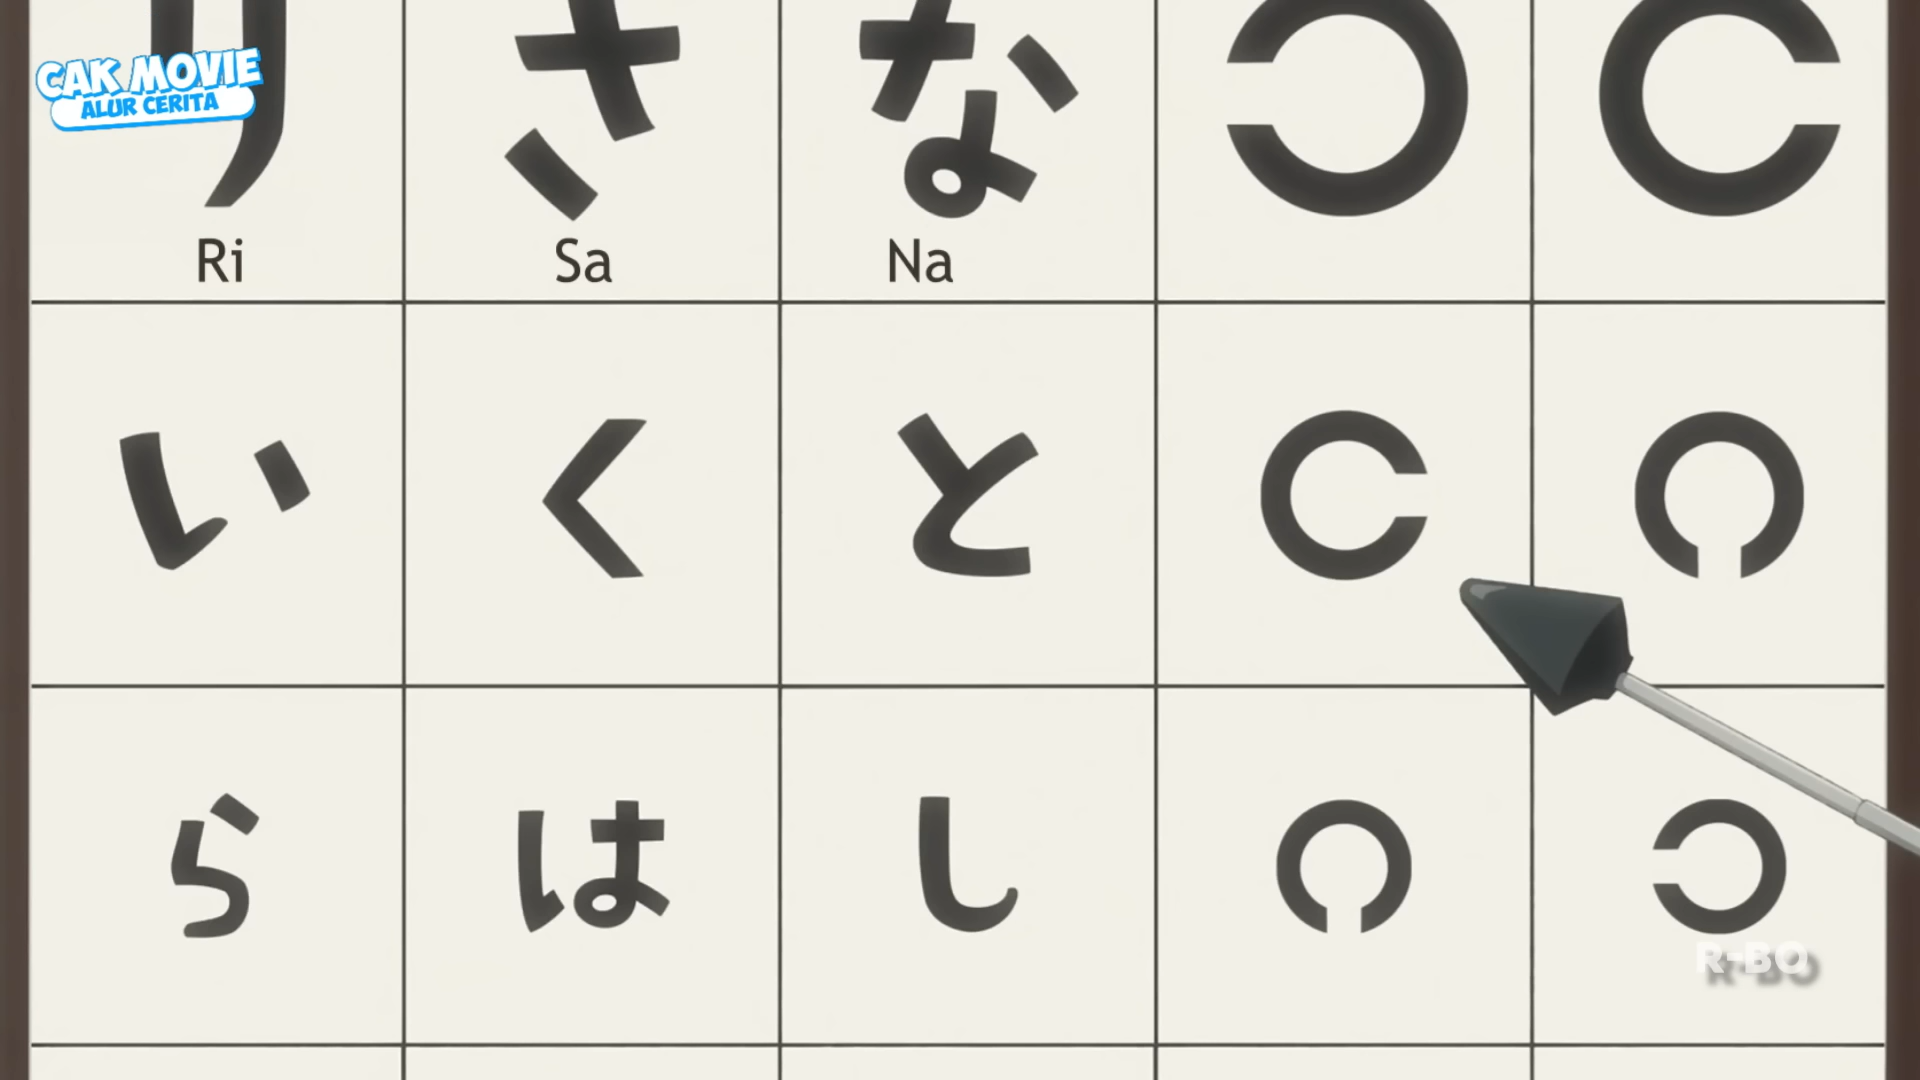 CAK MOVIE
ALUR CERITA
り さ な
Ri Sa Na
い く と
ら は し
R-BO